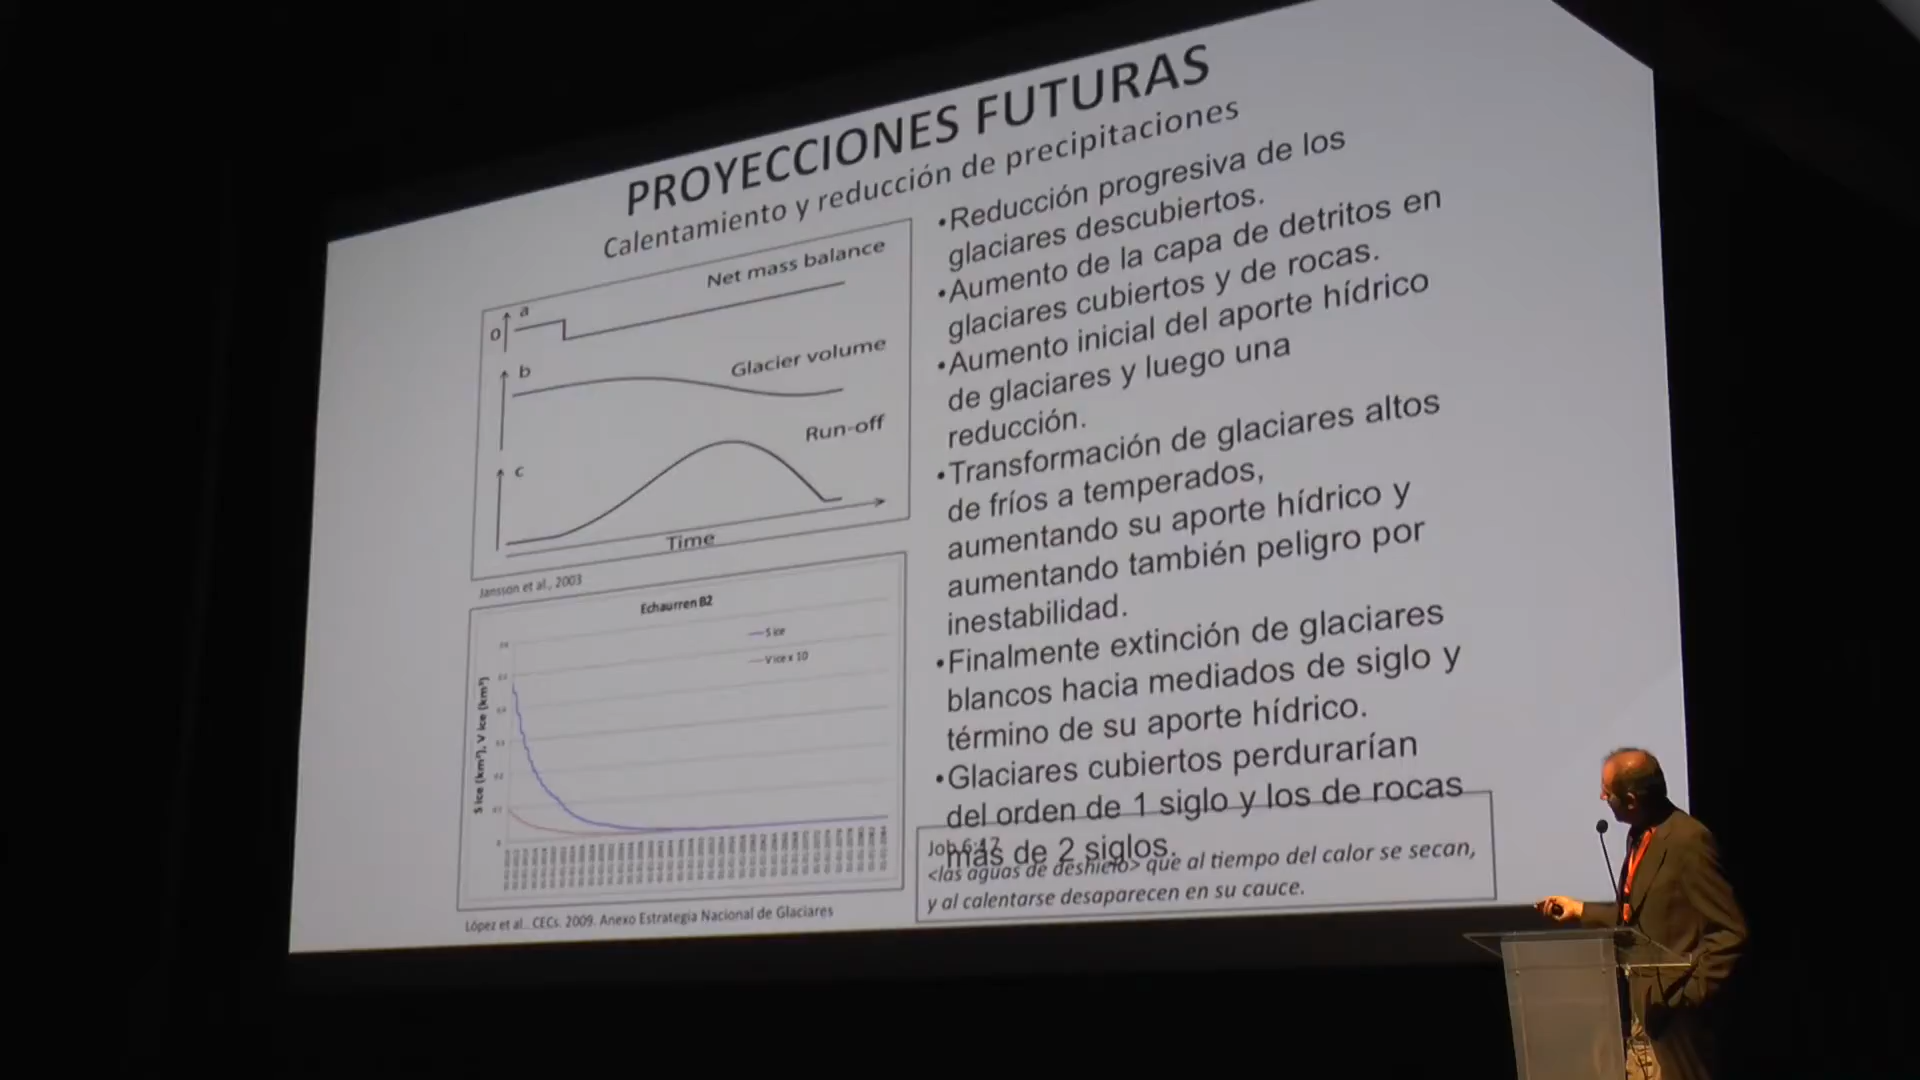 PROYECCIONES FUTURAS
Calentamiento y reducción de precipitaciones
Net mass balance
a
0
Glacier volume
b
Run-off
c
Time
Jansson et al., 2003
Echaurren B2
S ice
V ice x 10
S ice (km²), V ice (km³)
López et al., CECs. 2009. Anexo Estrategia Nacional de Glaciares
•Reducción progresiva de los
glaciares descubiertos.
•Aumento de la capa de detritos en
glaciares cubiertos y de rocas.
•Aumento inicial del aporte hídrico
de glaciares y luego una
reducción.
•Transformación de glaciares altos
de fríos a temperados,
aumentando su aporte hídrico y
aumentando también peligro por
inestabilidad.
•Finalmente extinción de glaciares
blancos hacia mediados de siglo y
término de su aporte hídrico.
•Glaciares cubiertos perdurarían
del orden de 1 siglo y los de rocas
más de 2 siglos.
Job 6:17
<las aguas de deshielo> que al tiempo del calor se secan,
y al calentarse desaparecen en su cauce.